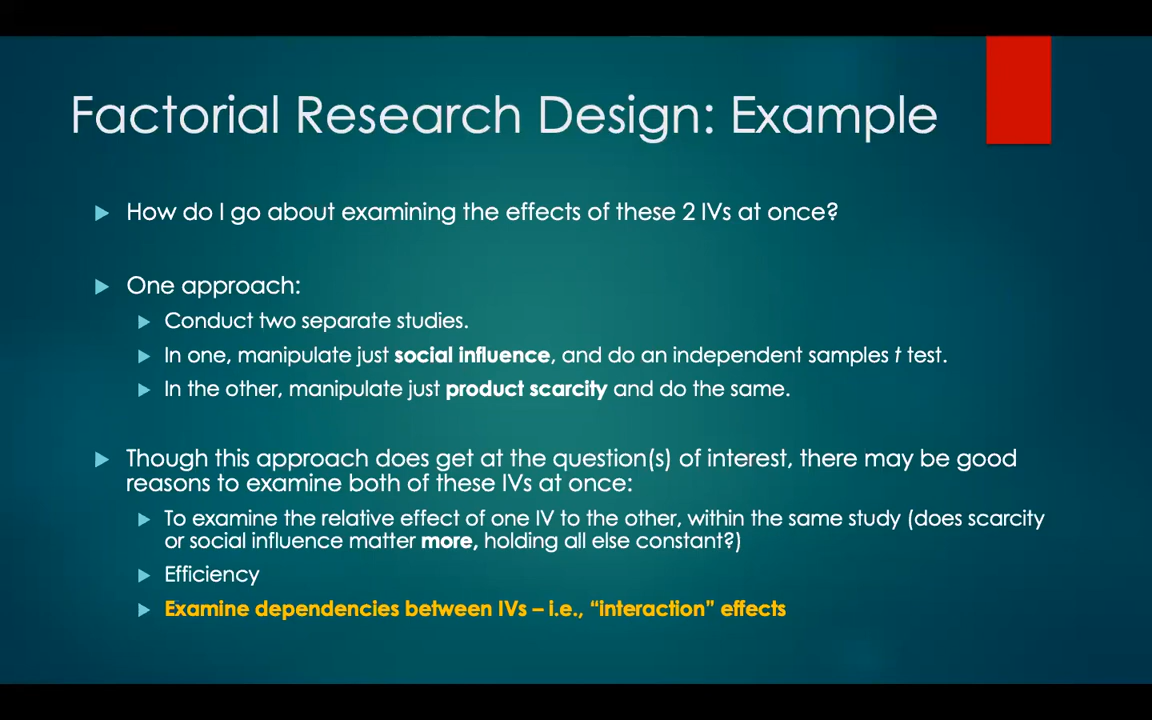 Factorial Research Design: Example
How do I go about examining the effects of these 2 IVs at once?
One approach:
Conduct two separate studies.
In one, manipulate just social influence, and do an independent samples t test.
In the other, manipulate just product scarcity and do the same.
Though this approach does get at the question(s) of interest, there may be good
reasons to examine both of these IVs at once:
To examine the relative effect of one IV to the other, within the same study (does scarcity
or social influence matter more, holding all else constant?)
Efficiency
Examine dependencies between IVs – i.e., “interaction” effects